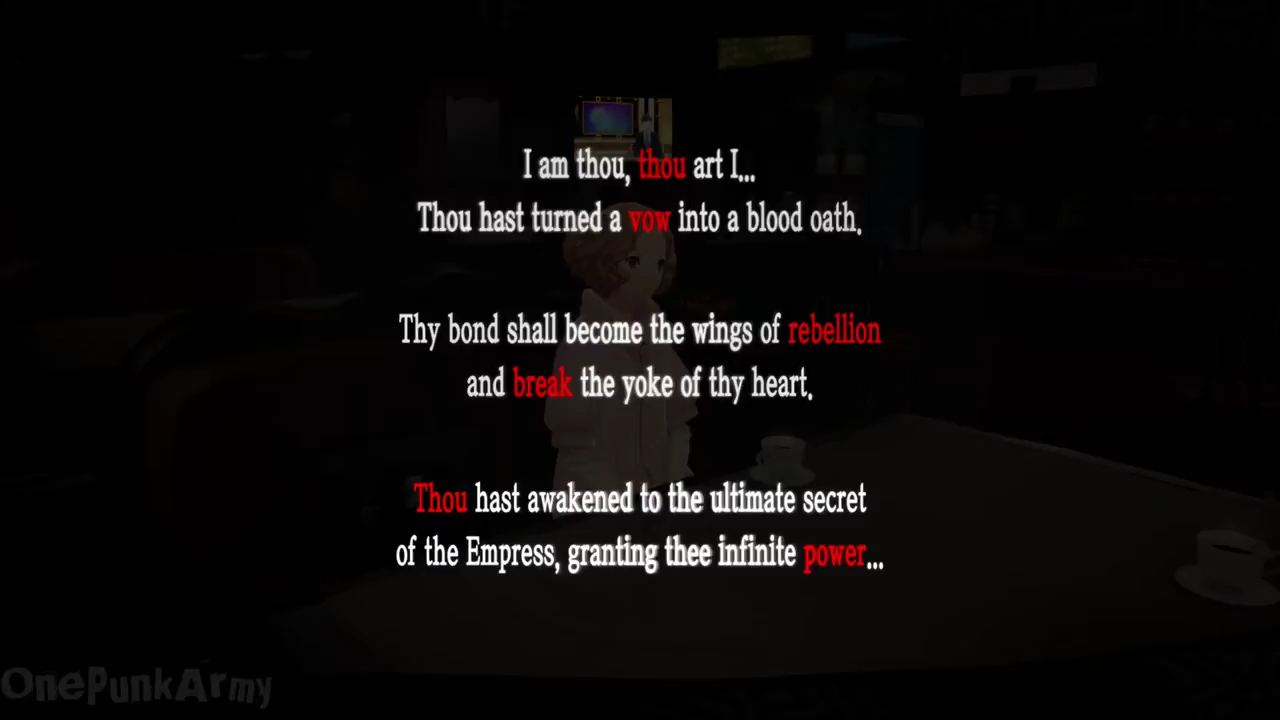 I am thou, thou art I...
Thou hast turned a vow into a blood oath.
Thy bond shall become the wings of rebellion
and break the yoke of thy heart.
Thou hast awakened to the ultimate secret
of the Empress, granting thee infinite power...
OnePunkArmy